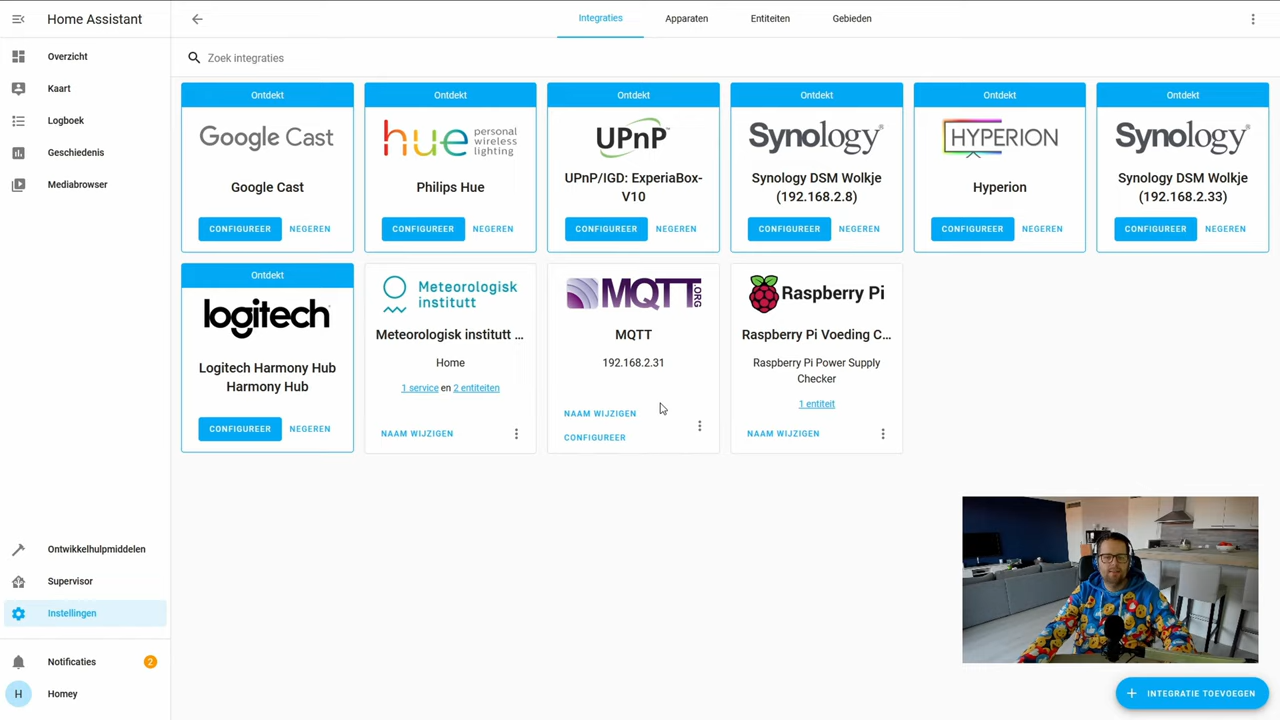 Home Assistant
Integraties
Apparaten
Entiteiten
Gebieden
Overzicht
Kaart
Logboek
Geschiedenis
Mediabrowser
Ontwikkelhulpmiddelen
Supervisor
Instellingen
Notificaties
2
H
Homey
Zoek integraties
Ontdekt
Google Cast
Google Cast
CONFIGUREER
NEGEREN
Ontdekt
hue personal
wireless
lighting
Philips Hue
CONFIGUREER
NEGEREN
Ontdekt
UPnP™
UPnP/IGD: ExperiaBox-
V10
CONFIGUREER
NEGEREN
Ontdekt
Synology®
Synology DSM Wolkje
(192.168.2.8)
CONFIGUREER
NEGEREN
Ontdekt
HYPERION
Hyperion
CONFIGUREER
NEGEREN
Ontdekt
Synology®
Synology DSM Wolkje
(192.168.2.33)
CONFIGUREER
NEGEREN
Ontdekt
logitech
Logitech Harmony Hub
Harmony Hub
CONFIGUREER
NEGEREN
Meteorologisk
institutt
Meteorologisk institutt ...
Home
1 service en 2 entiteiten
NAAM WIJZIGEN
MQTT.ORG
MQTT
192.168.2.31
NAAM WIJZIGEN
CONFIGUREER
Raspberry Pi
Raspberry Pi Voeding C...
Raspberry Pi Power Supply
Checker
1 entiteit
NAAM WIJZIGEN
INTEGRATIE TOEVOEGEN